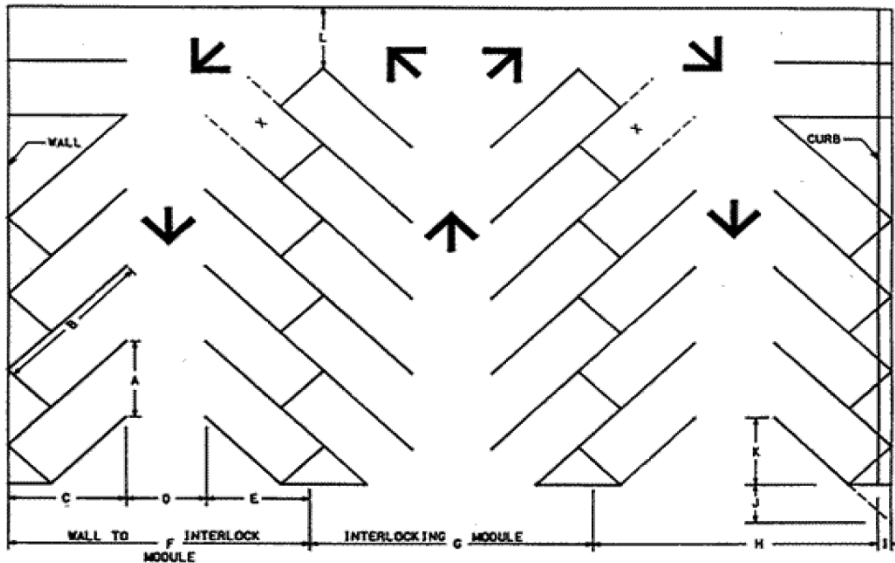 L
X
X
WALL
CURB
B
A
K
C
D
E
J
WALL TO F INTERLOCK
MODULE
INTERLOCKING MODULE
G
H
I